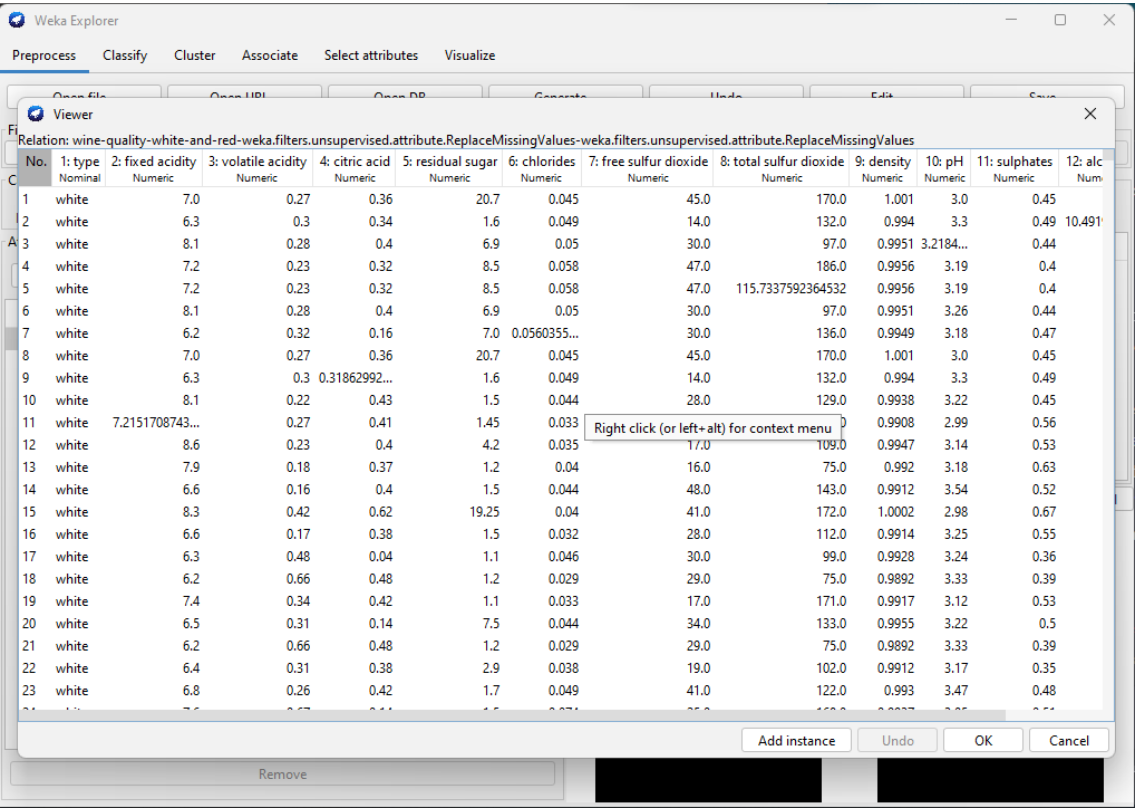 Weka Explorer
Preprocess Classify Cluster Associate Select attributes Visualize
Open file Open URL Open DB Generate Undo Edit Save
Viewer
Relation: wine-quality-white-and-red-weka.filters.unsupervised.attribute.ReplaceMissingValues-weka.filters.unsupervised.attribute.ReplaceMissingValues
No. 1: type 2: fixed acidity 3: volatile acidity 4: citric acid 5: residual sugar 6: chlorides 7: free sulfur dioxide 8: total sulfur dioxide 9: density 10: pH 11: sulphates 12: alc
Nominal Numeric Numeric Numeric Numeric Numeric Numeric Numeric Numeric Numeric Numeric Num
1 white 7.0 0.27 0.36 20.7 0.045 45.0 170.0 1.001 3.0 0.45
2 white 6.3 0.3 0.34 1.6 0.049 14.0 132.0 0.994 3.3 0.49 10.491
3 white 8.1 0.28 0.4 6.9 0.05 30.0 97.0 0.9951 3.2184... 0.44
4 white 7.2 0.23 0.32 8.5 0.058 47.0 186.0 0.9956 3.19 0.4
5 white 7.2 0.23 0.32 8.5 0.058 47.0 115.7337592364532 0.9956 3.19 0.4
6 white 8.1 0.28 0.4 6.9 0.05 30.0 97.0 0.9951 3.26 0.44
7 white 6.2 0.32 0.16 7.0 0.0560355... 30.0 136.0 0.9949 3.18 0.47
8 white 7.0 0.27 0.36 20.7 0.045 45.0 170.0 1.001 3.0 0.45
9 white 6.3 0.3 0.31862992... 1.6 0.049 14.0 132.0 0.994 3.3 0.49
10 white 8.1 0.22 0.43 1.5 0.044 28.0 129.0 0.9938 3.22 0.45
11 white 7.2151708743... 0.27 0.41 1.45 0.033 0.9908 2.99 0.56
Right click (or left+alt) for context menu
12 white 8.6 0.23 0.4 4.2 0.035 17.0 109.0 0.9947 3.14 0.53
13 white 7.9 0.18 0.37 1.2 0.04 16.0 75.0 0.992 3.18 0.63
14 white 6.6 0.16 0.4 1.5 0.044 48.0 143.0 0.9912 3.54 0.52
15 white 8.3 0.42 0.62 19.25 0.04 41.0 172.0 1.0002 2.98 0.67
16 white 6.6 0.17 0.38 1.5 0.032 28.0 112.0 0.9914 3.25 0.55
17 white 6.3 0.48 0.04 1.1 0.046 30.0 99.0 0.9928 3.24 0.36
18 white 6.2 0.66 0.48 1.2 0.029 29.0 75.0 0.9892 3.33 0.39
19 white 7.4 0.34 0.42 1.1 0.033 17.0 171.0 0.9917 3.12 0.53
20 white 6.5 0.31 0.14 7.5 0.044 34.0 133.0 0.9955 3.22 0.5
21 white 6.2 0.66 0.48 1.2 0.029 29.0 75.0 0.9892 3.33 0.39
22 white 6.4 0.31 0.38 2.9 0.038 19.0 102.0 0.9912 3.17 0.35
23 white 6.8 0.26 0.42 1.7 0.049 41.0 122.0 0.993 3.47 0.48
Add instance Undo OK Cancel
Remove